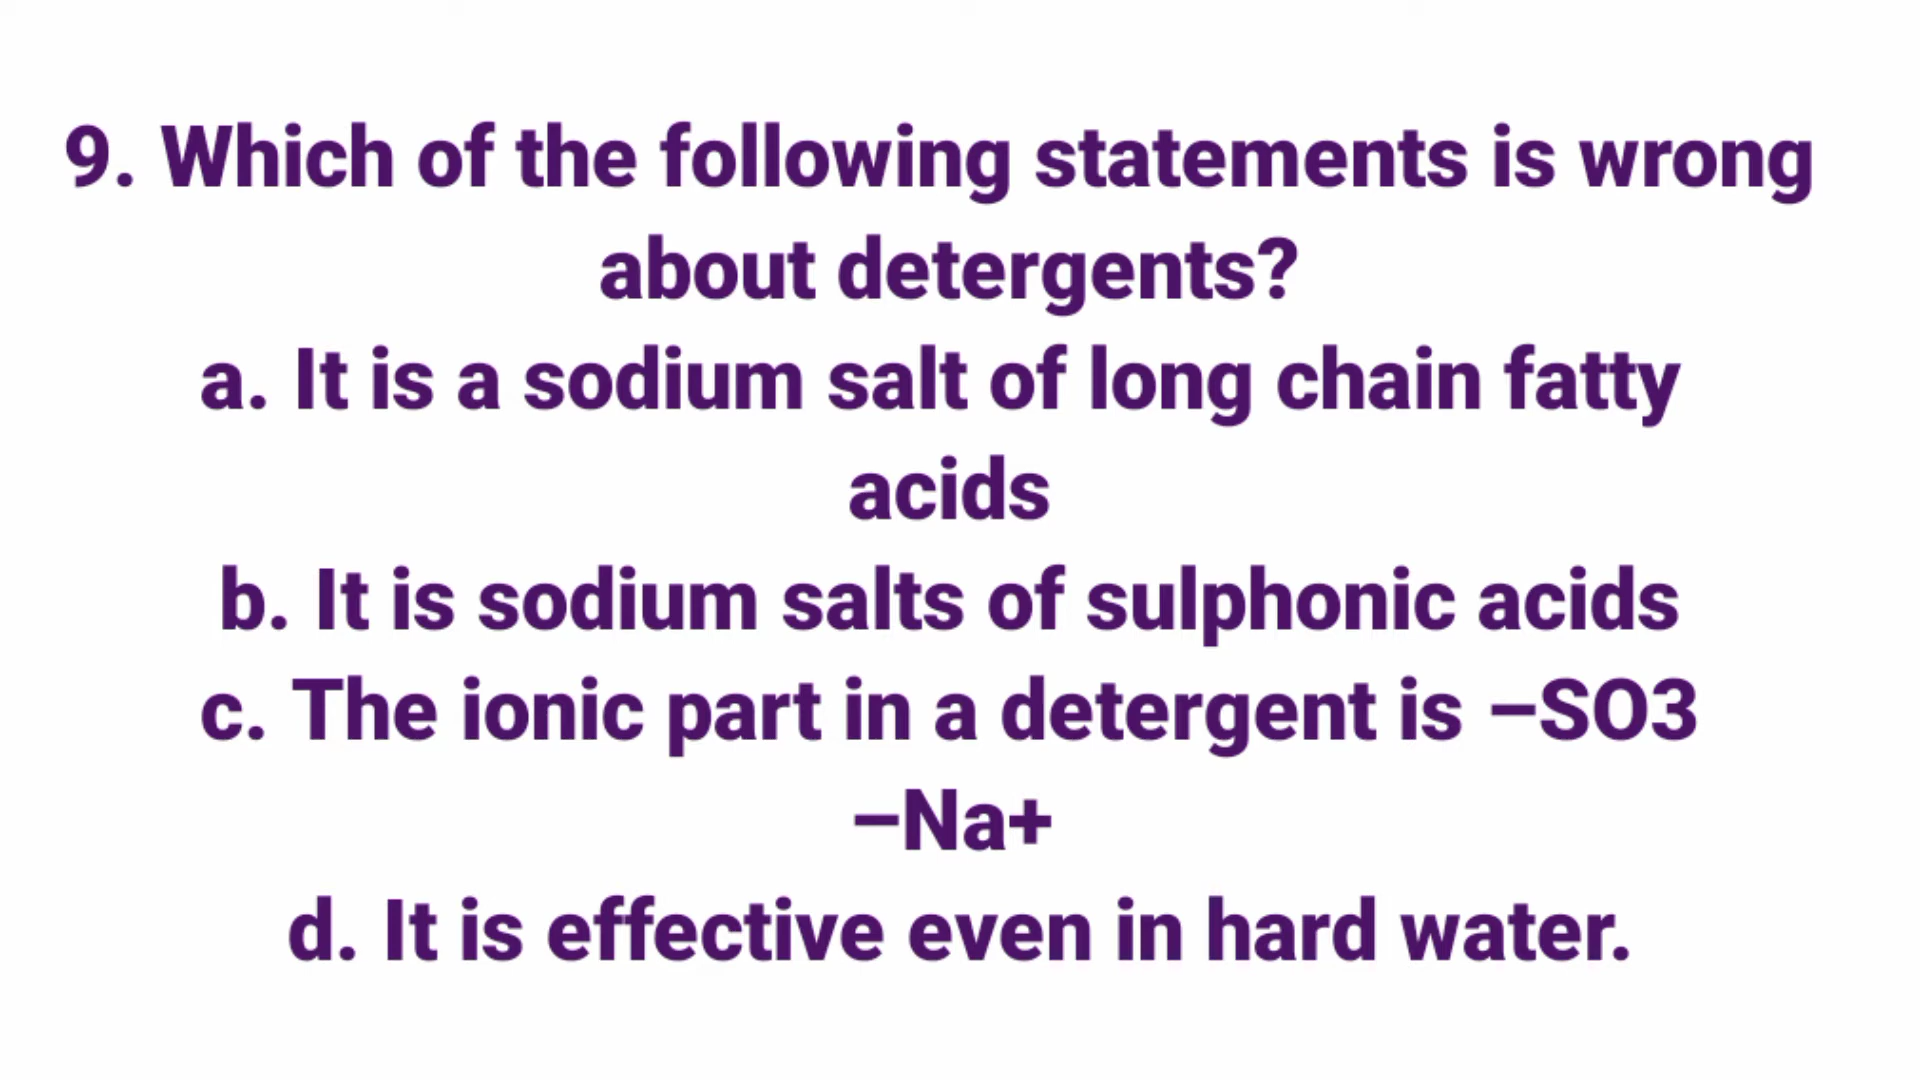 9. Which of the following statements is wrong
about detergents?
a. It is a sodium salt of long chain fatty
acids
b. It is sodium salts of sulphonic acids
c. The ionic part in a detergent is –SO3
–Na+
d. It is effective even in hard water.